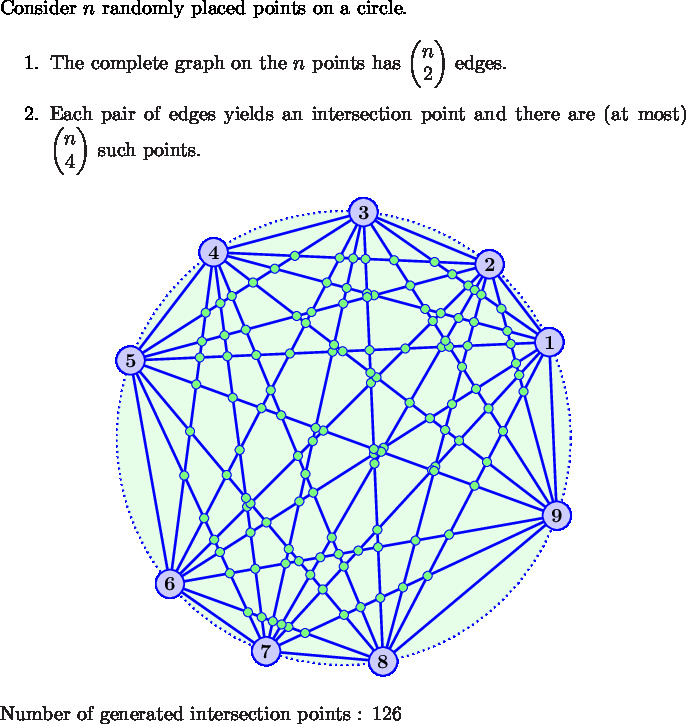 Consider n randomly placed points on a circle.
1. The complete graph on the n points has (n 2) edges.
2. Each pair of edges yields an intersection point and there are (at most)
(n 4) such points.
3
4
2
1
5
9
6
7
8
Number of generated intersection points : 126